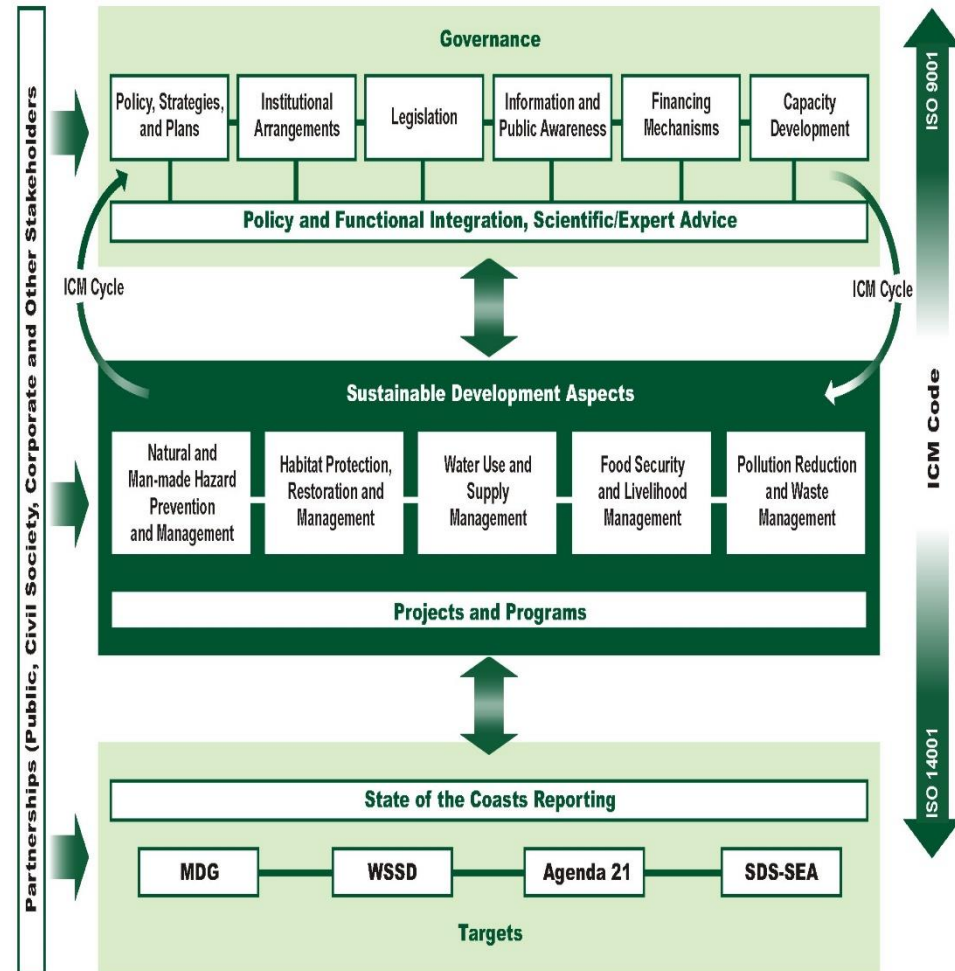 Partnerships (Public, Civil Society, Corporate and Other Stakeholders
Governance
Policy, Strategies,
and Plans
Institutional
Arrangements
Legislation
Information and
Public Awareness
Financing
Mechanisms
Capacity
Development
Policy and Functional Integration, Scientific/Expert Advice
ICM Cycle
ICM Cycle
Sustainable Development Aspects
Natural and
Man-made Hazard
Prevention
and Management
Habitat Protection,
Restoration and
Management
Water Use and
Supply
Management
Food Security
and Livelihood
Management
Pollution Reduction
and Waste
Management
Projects and Programs
State of the Coasts Reporting
MDG
WSSD
Agenda 21
SDS-SEA
Targets
ISO 9001
ICM Code
ISO 14001